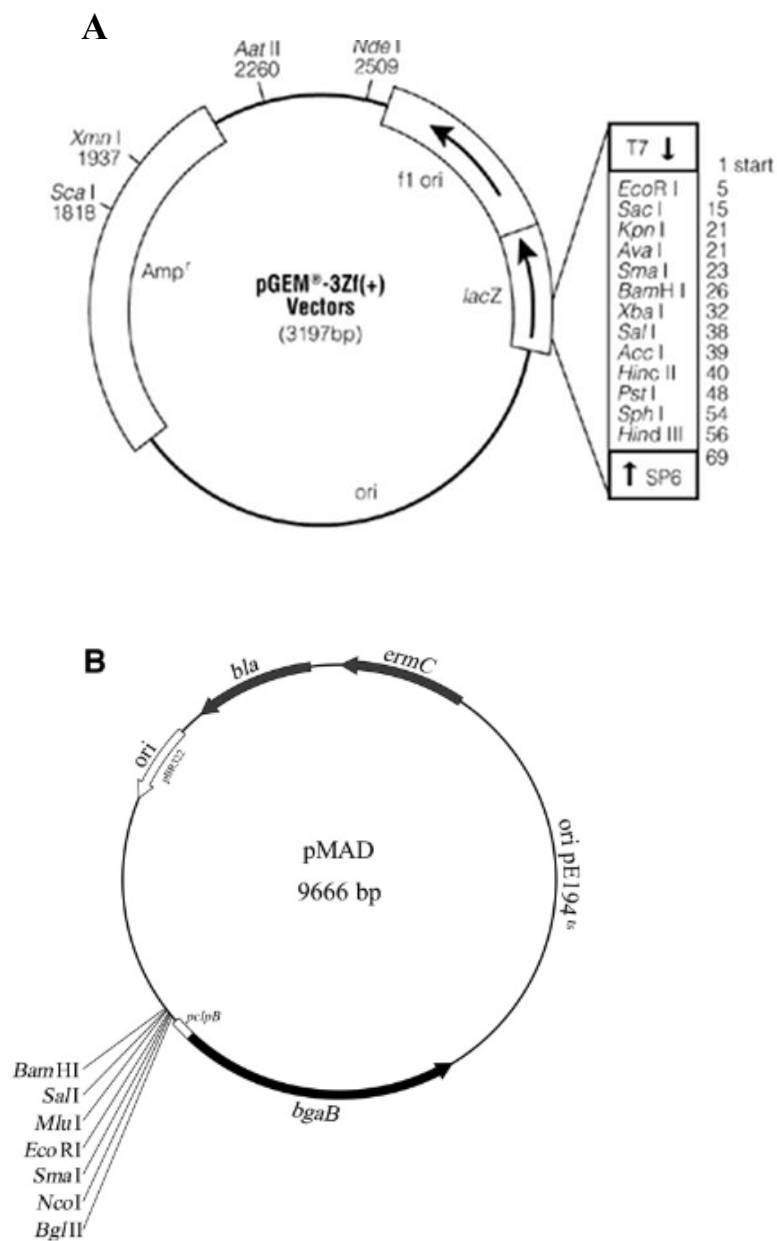 A
Aat II
2260
Nde I
2509
Xmn I
1937
Sca I
1818
Amp r
f1 ori
lacZ
pGEM®-3Zf(+)
Vectors
(3197bp)
ori
T7 ↓
1 start
EcoR I 5
Sac I 15
Kpn I 21
Ava I 21
Sma I 23
BamH I 26
Xba I 32
Sal I 38
Acc I 39
Hinc II 40
Pst I 48
Sph I 54
Hind III 56
69
↑ SP6
B
bla
ermC
ori
pBR322
pMAD
9666 bp
ori pE194 ts
pclpB
bgaB
BamHI
SalI
MluI
EcoRI
SmaI
NcoI
BglII